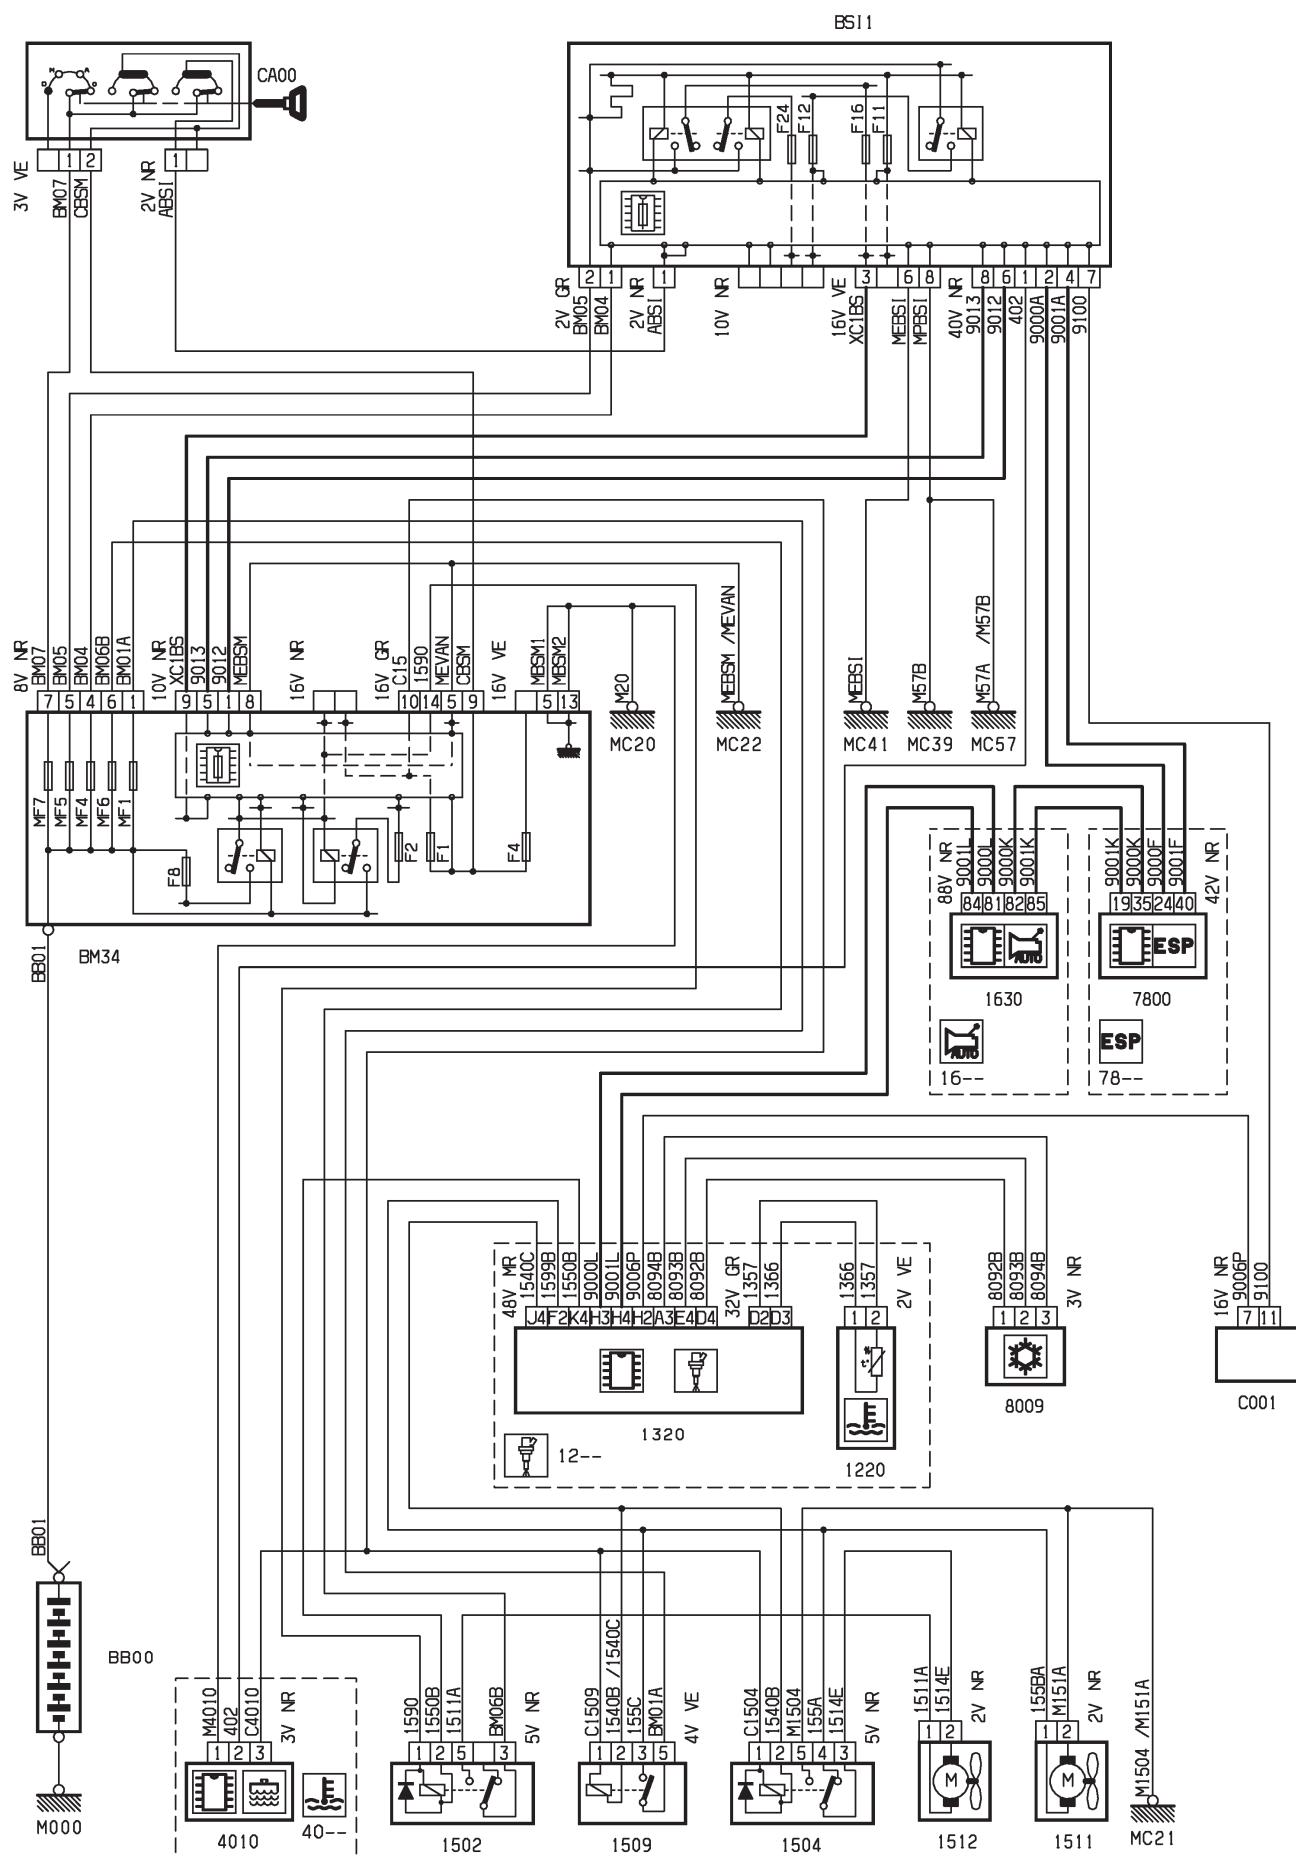 BSI1
CA00
N A
D
1 2
1
3V VE
BM07
CBSM
2V NR
ABSI
F24
F12
F16
F11
2 1
1
3
6 8
8 6 1 2 4 7
2V GR
BM05
BM04
2V NR
ABSI
10V NR
16V VE
XC1BS
MEBSI
MPBSI
40V NR
9013
9012
402
9000A
9001A
9100
8V NR
BM07
BM05
BM04
BM06B
BM01A
10V NR
XC1BS
9013
9012
MEBSM
16V NR
16V GR
C15
1590
MEVAN
CBSM
16V VE
MBSM1
MBSM2
M20
MEBSM /MEVAN
MEBSI
M57B
M57A /M57B
7 5 4 6 1
9 5 1 8
10 14 5 9
5 13
MC20
MC22
MC41
MC39
MC57
MF7
MF5
MF4
MF6
MF1
F8
F2
F1
F4
BM34
BB01
88V NR
9001L
9000L
9000K
9001K
9001K
9000K
9000F
9001F
42V NR
84 81 82 85
19 35 24 40
AUTO
ESP
1630
7800
AUTO
ESP
16--
78--
48V MR
1540C
1599B
1550B
9000L
9001L
9006P
8094B
8093B
8092B
32V GR
1357
1366
1366
1357
2V VE
8092B
8093B
8094B
3V NR
16V NR
9006P
9100
J4 F2 K4 H3 H4 H2 A3 E4 D4
D2 D3
1 2
1 2 3
7 11
t°
1320
12--
1220
8009
C001
BB01
BB00
M000
M4010
402
C4010
3V NR
1590
1550B
1511A
BM06B
5V NR
C1509
1540B /1540C
155C
BM01A
4V VE
C1504
1540B
M1504
155A
1514E
5V NR
1511A
1514E
2V NR
155BA
M151A
2V NR
M1504 /M151A
1 2 3
1 2 5 3
1 2 3 5
1 2 5 4 3
1 2
1 2
M
M
4010
40--
1502
1509
1504
1512
1511
MC21